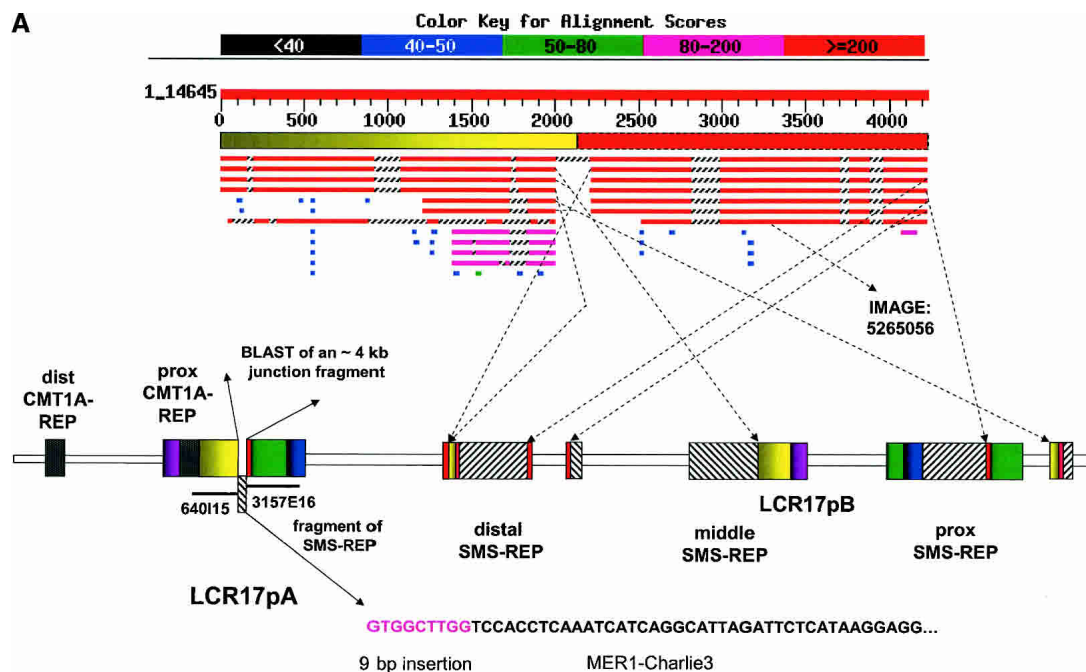 A
Color Key for Alignment Scores
<40 40-50 50-80 80-200 >=200
1_14645
0 500 1000 1500 2000 2500 3000 3500 4000
IMAGE:
5265056
BLAST of an ~ 4 kb
junction fragment
dist
CMT1A-
REP
prox
CMT1A-
REP
640I15
3157E16
fragment of
SMS-REP
distal
SMS-REP
middle
SMS-REP
LCR17pB
prox
SMS-REP
LCR17pA
GTGGCTTGGTCCACCTCAAATCATCAGGCATTAGATTCTCATAAGGAGG...
9 bp insertion
MER1-Charlie3